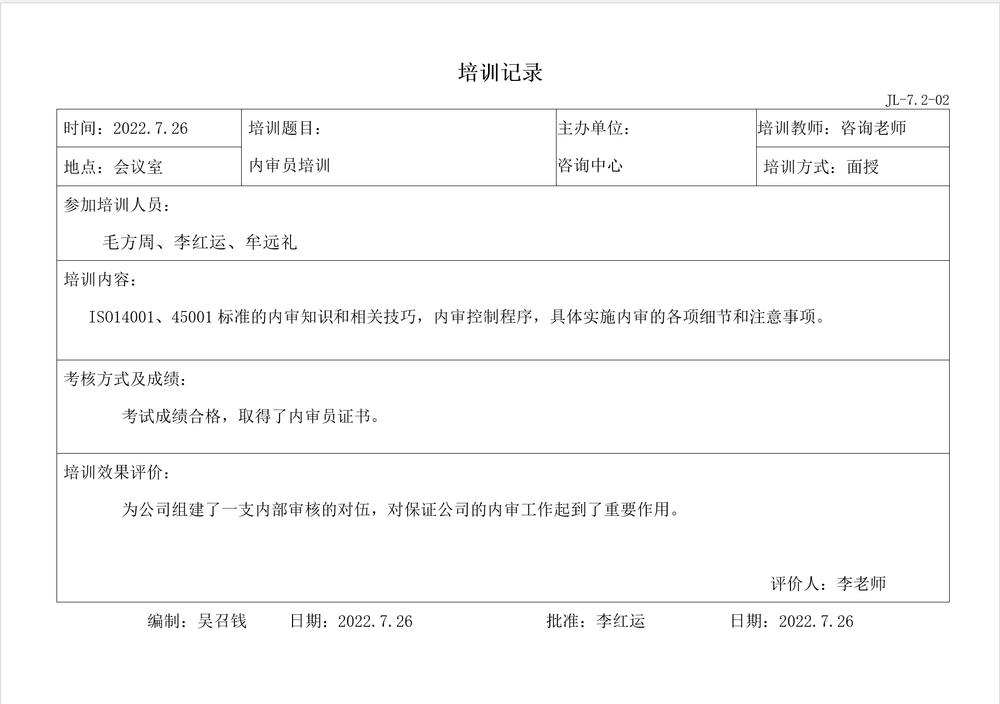 培训记录
JL-7.2-02
时间：2022.7.26
培训题目：
主办单位：
培训教师：咨询老师
地点：会议室
内审员培训
咨询中心
培训方式：面授
参加培训人员：
毛方周、李红运、牟远礼
培训内容：
ISO14001、45001标准的内审知识和相关技巧，内审控制程序，具体实施内审的各项细节和注意事项。
考核方式及成绩：
考试成绩合格，取得了内审员证书。
培训效果评价：
为公司组建了一支内部审核的对伍，对保证公司的内审工作起到了重要作用。
评价人：李老师
编制：吴召钱 日期：2022.7.26 批准：李红运 日期：2022.7.26